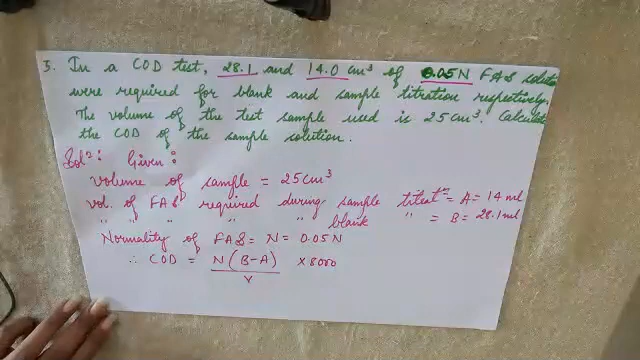 3. In a COD test, 28.1 and 14.0 cm³ of 0.05N FAS solution
were required for blank and sample titration respectively.
The volume of the test sample used is 25cm³. Calculate
the COD of the sample solution.
Solⁿ: Given:
volume of sample = 25cm³
vol. of FAS required during sample titratⁿ = A = 14 ml
" " " " " blank " = B = 28.1 ml
Normality of FAS = N = 0.05 N
∴ COD = N(B-A) × 8000
V